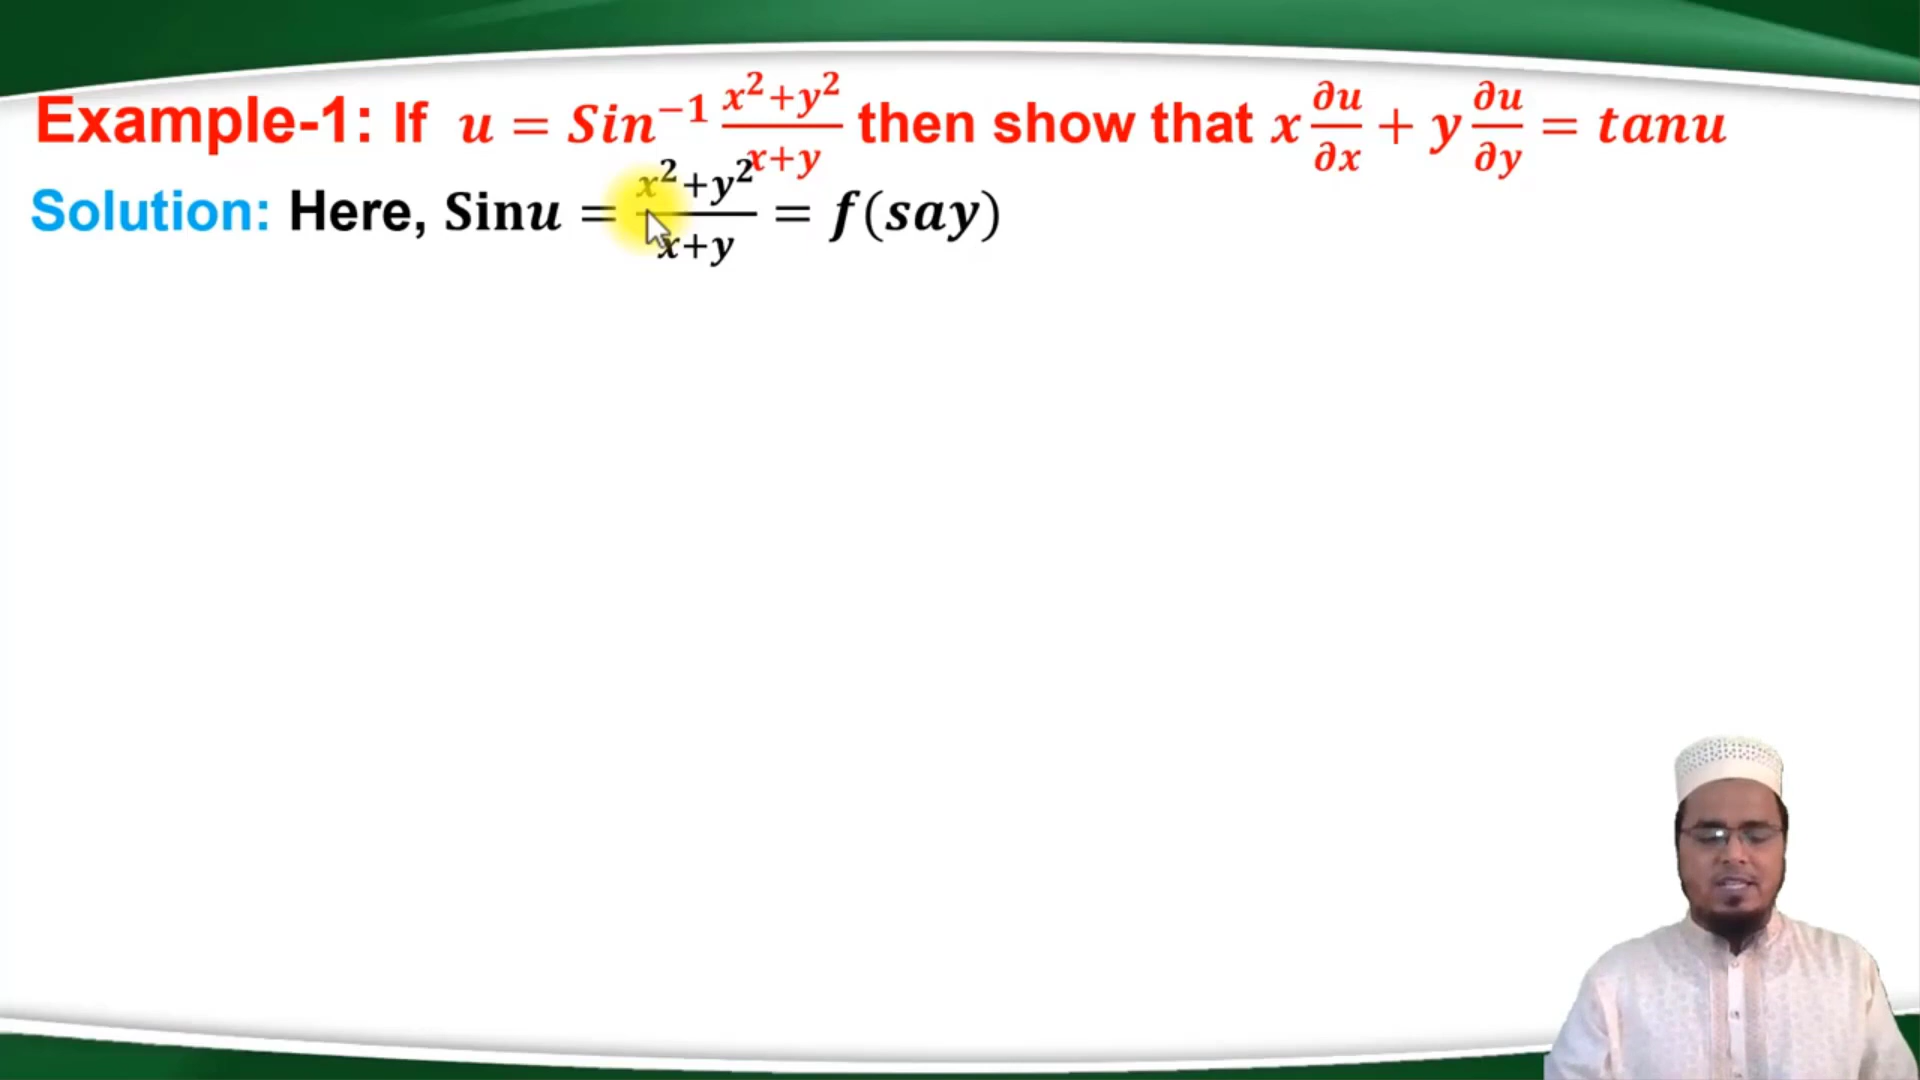 Example-1: If u = Sin⁻¹ (x²+y²)/(x+y) then show that x ∂u/∂x + y ∂u/∂y = tanu
Solution: Here, Sinu = (x²+y²)/(x+y) = f(say)